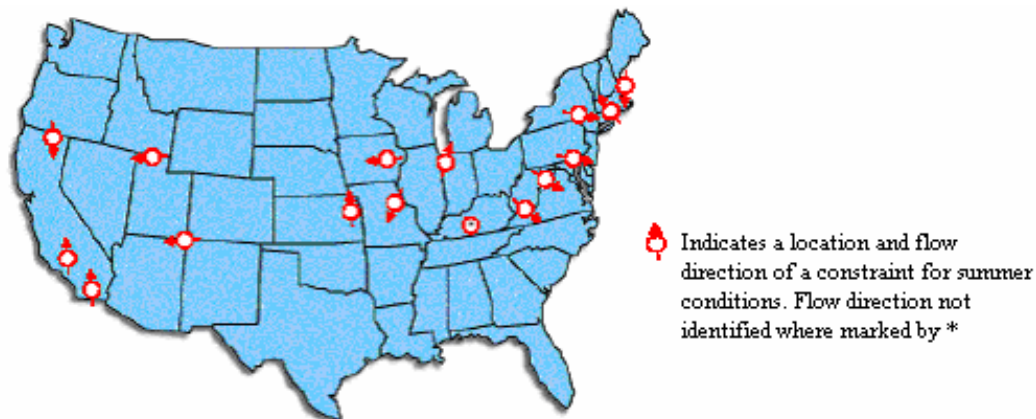 Indicates a location and flow
direction of a constraint for summer
conditions. Flow direction not
identified where marked by *
*